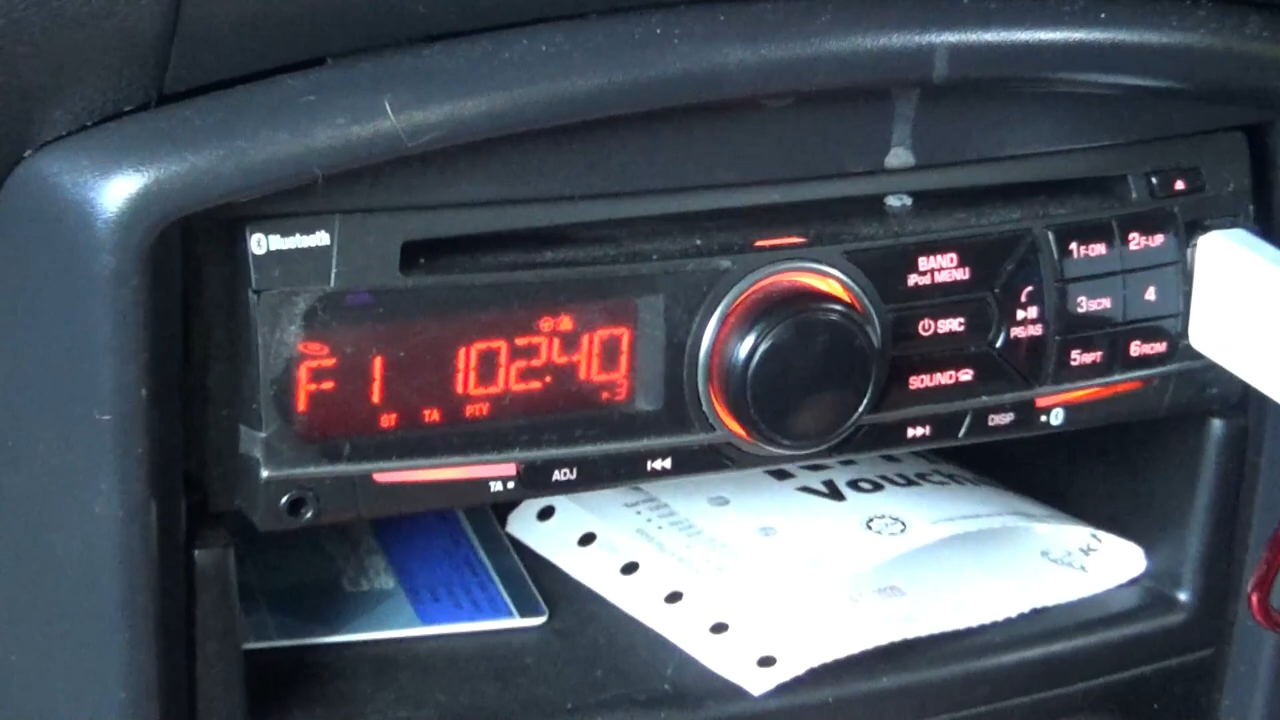 Bluetooth
F1 102.40
ST TA PTY 3
BAND
iPod MENU
SRC
PS/AS
SOUND
1 F-DN
2 F-UP
3 SCN
4
5 RPT
6 RDM
DISP
TA
ADJ